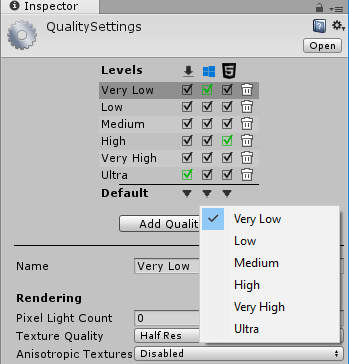 Inspector
QualitySettings
Open
Levels
Very Low
Low
Medium
High
Very High
Ultra
Default
Add Qualit
Very Low
Low
Medium
High
Very High
Ultra
Name Very Low
Rendering
Pixel Light Count 0
Texture Quality Half Res
Anisotropic Textures Disabled